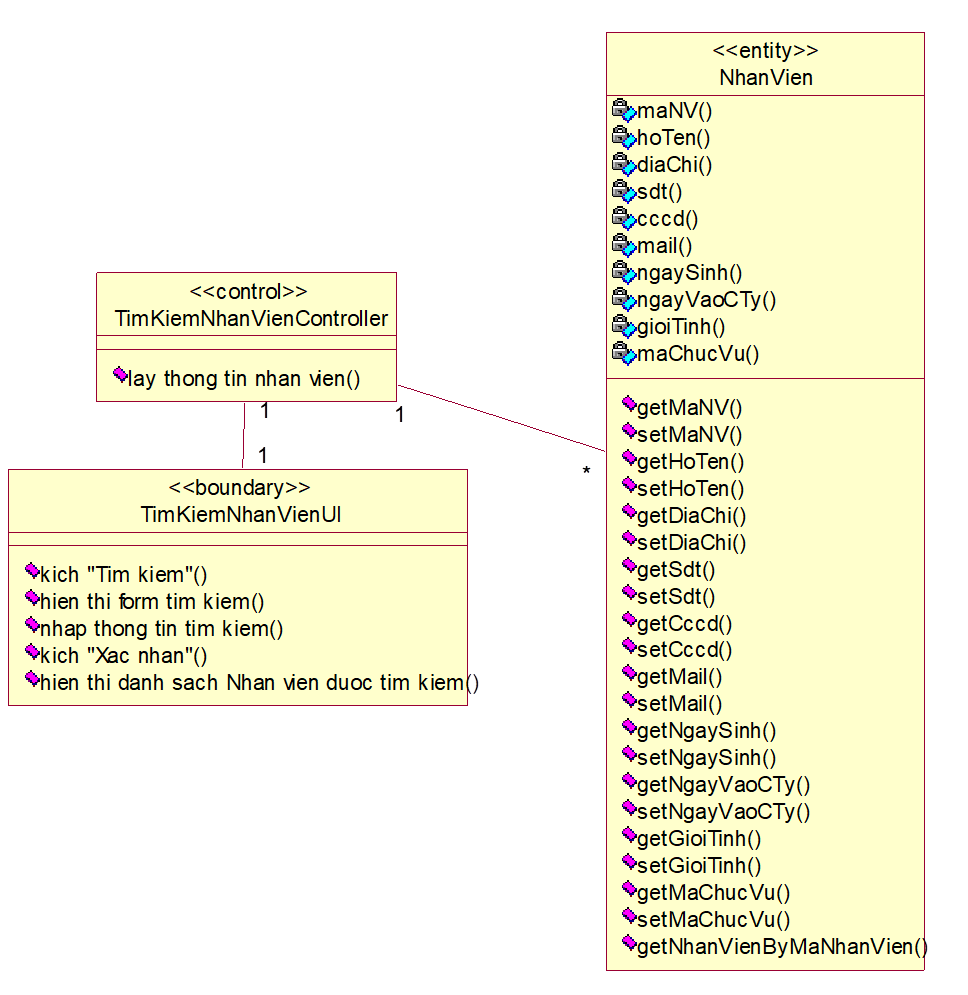 <<entity>>
NhanVien
maNV()
hoTen()
diaChi()
sdt()
cccd()
mail()
ngaySinh()
ngayVaoCTy()
gioiTinh()
maChucVu()
getMaNV()
setMaNV()
getHoTen()
setHoTen()
getDiaChi()
setDiaChi()
getSdt()
setSdt()
getCccd()
setCccd()
getMail()
setMail()
getNgaySinh()
setNgaySinh()
getNgayVaoCTy()
setNgayVaoCTy()
getGioiTinh()
setGioiTinh()
getMaChucVu()
setMaChucVu()
getNhanVienByMaNhanVien()
<<control>>
TimKiemNhanVienController
lay thong tin nhan vien()
1
1
*
1
<<boundary>>
TimKiemNhanVienUI
kich "Tim kiem"()
hien thi form tim kiem()
nhap thong tin tim kiem()
kich "Xac nhan"()
hien thi danh sach Nhan vien duoc tim kiem()